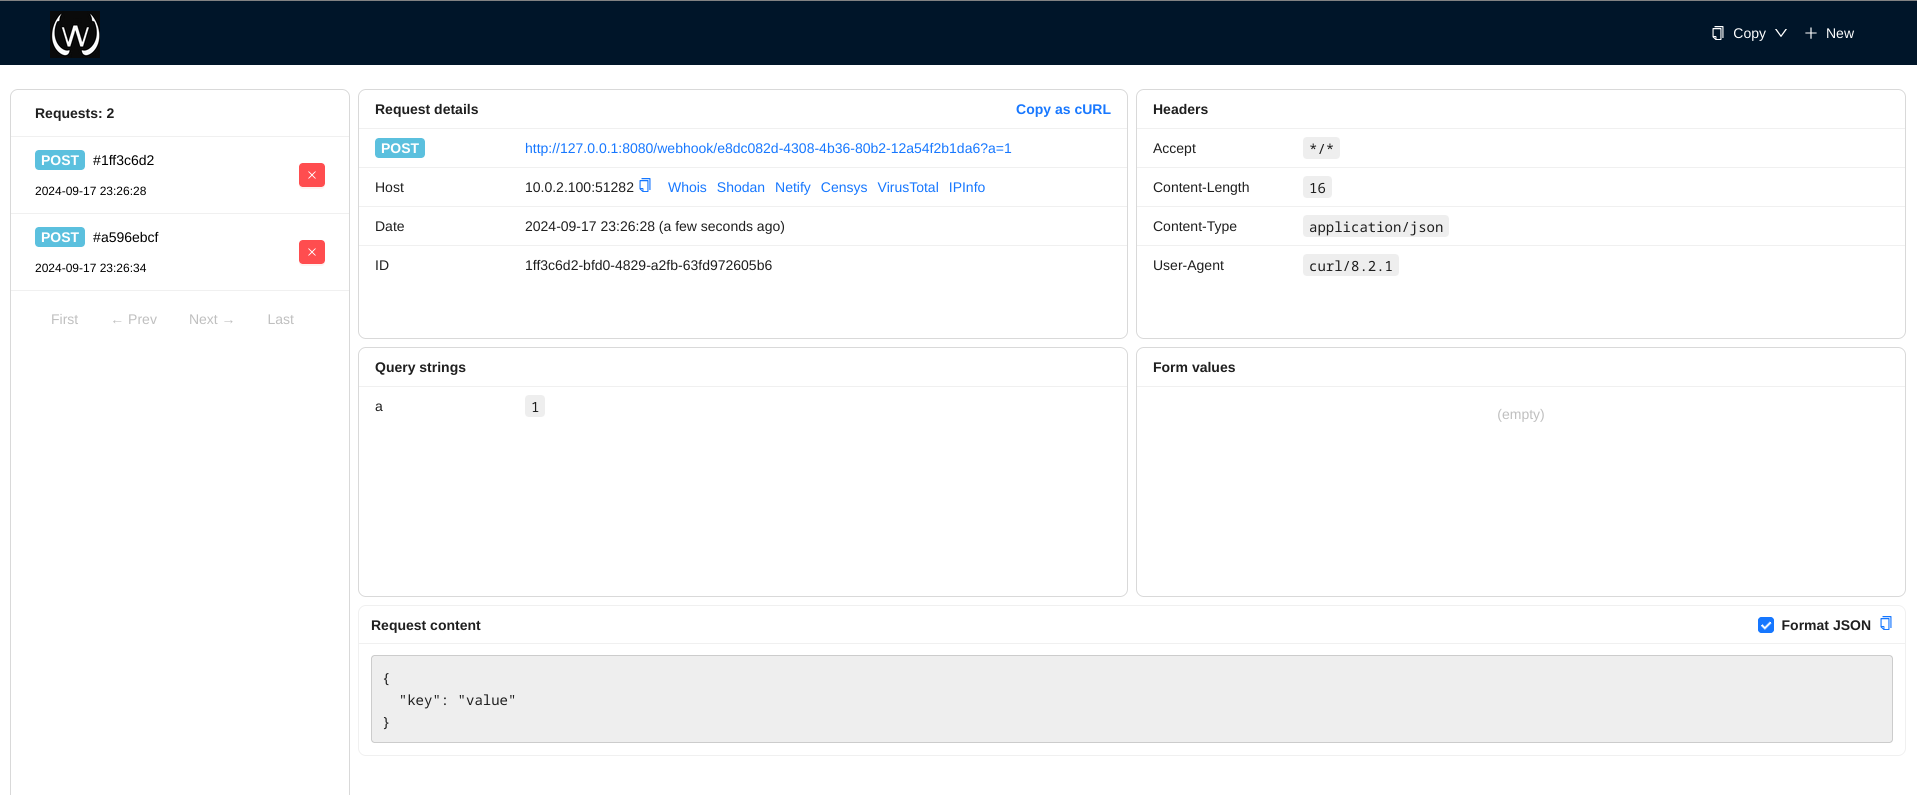 W
Copy
New
Requests: 2
POST #1ff3c6d2
2024-09-17 23:26:28
POST #a596ebcf
2024-09-17 23:26:34
First ← Prev Next → Last
Request details Copy as cURL
POST http://127.0.0.1:8080/webhook/e8dc082d-4308-4b36-80b2-12a54f2b1da6?a=1
Host 10.0.2.100:51282 Whois Shodan Netify Censys VirusTotal IPInfo
Date 2024-09-17 23:26:28 (a few seconds ago)
ID 1ff3c6d2-bfd0-4829-a2fb-63fd972605b6
Headers
Accept */*
Content-Length 16
Content-Type application/json
User-Agent curl/8.2.1
Query strings
a 1
Form values
(empty)
Request content Format JSON
{
"key": "value"
}